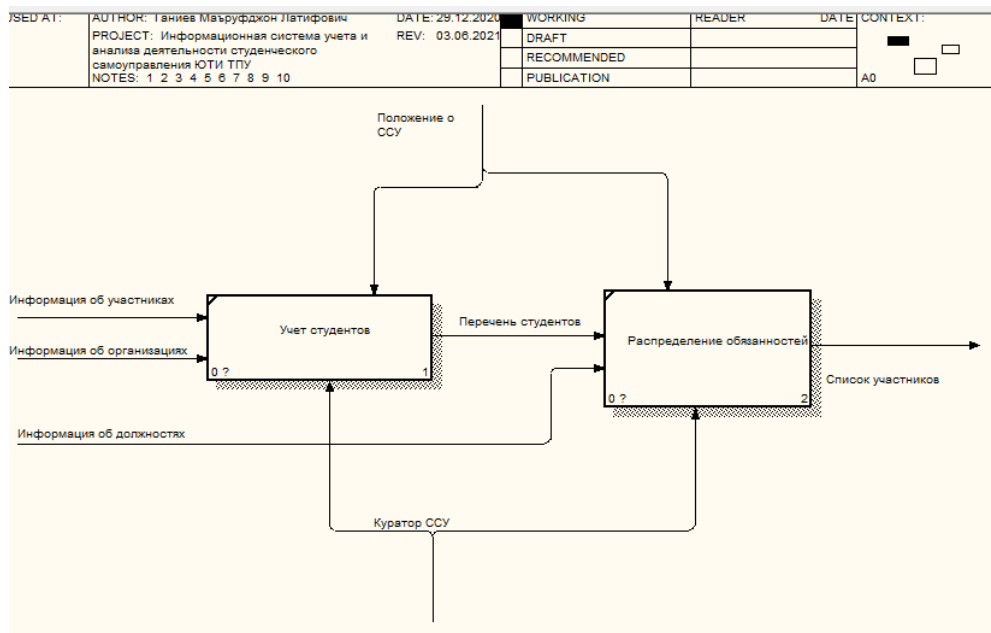 USED AT:
AUTHOR: Ганиев Маъруфджон Латифович
DATE: 29.12.2020
WORKING
READER
DATE
CONTEXT:
PROJECT: Информационная система учета и
анализа деятельности студенческого
самоуправления ЮТИ ТПУ
REV: 03.06.2021
DRAFT
RECOMMENDED
NOTES: 1 2 3 4 5 6 7 8 9 10
PUBLICATION
A0
Положение о
ССУ
Информация об участниках
Учет студентов
Перечень студентов
Распределение обязанностей
Информация об организациях
0 ?
1
Список участников
0 ?
2
Информация об должностях
Куратор ССУ